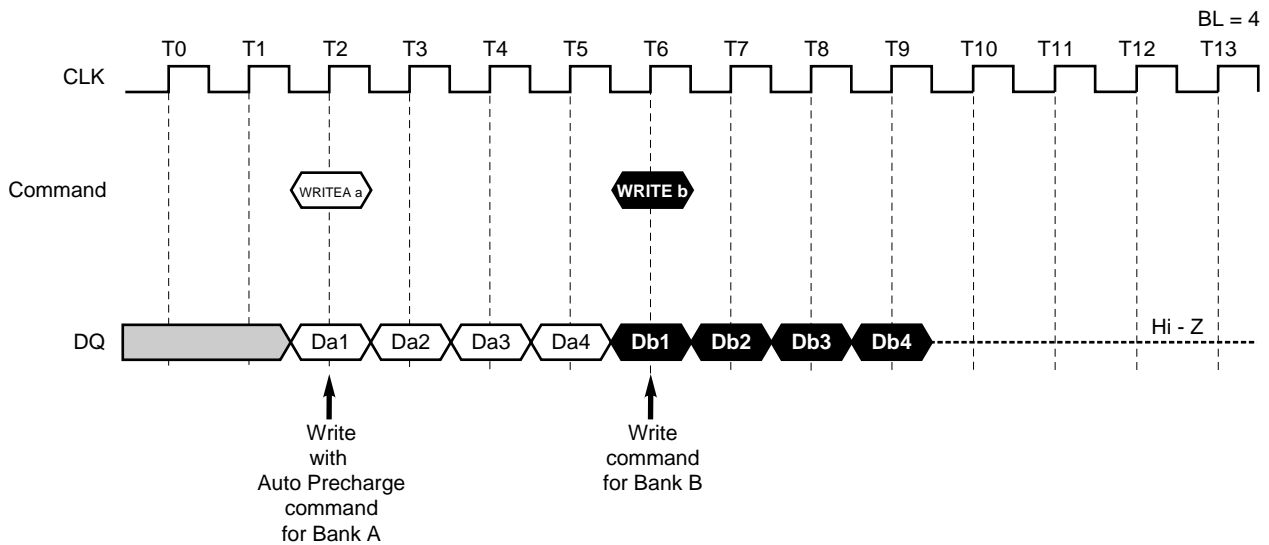 BL = 4
T0 T1 T2 T3 T4 T5 T6 T7 T8 T9 T10 T11 T12 T13
CLK
Command WRITEA a WRITE b
DQ Da1 Da2 Da3 Da4 Db1 Db2 Db3 Db4 Hi - Z
Write
with
Auto Precharge
command
for Bank A
Write
command
for Bank B